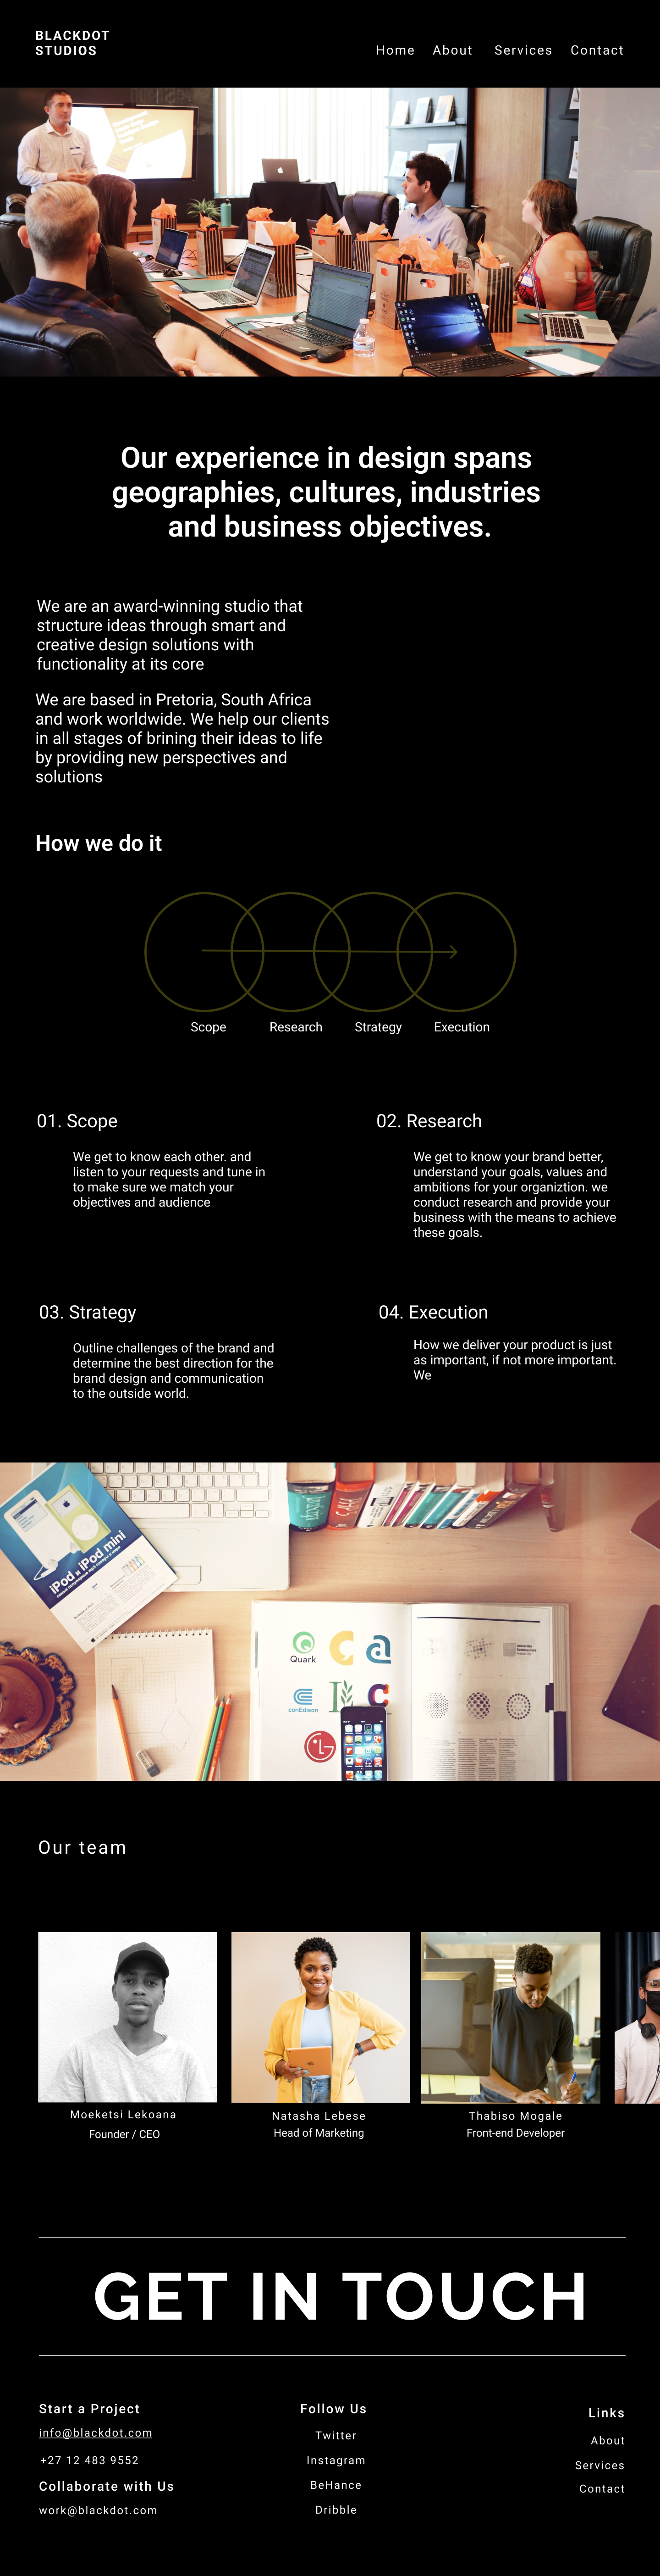 BLACKDOT
STUDIOS
Home About Services Contact
Our experience in design spans
geographies, cultures, industries
and business objectives.
We are an award-winning studio that
structure ideas through smart and
creative design solutions with
functionality at its core
We are based in Pretoria, South Africa
and work worldwide. We help our clients
in all stages of brining their ideas to life
by providing new perspectives and
solutions
How we do it
Scope Research Strategy Execution
01. Scope
We get to know each other. and
listen to your requests and tune in
to make sure we match your
objectives and audience
02. Research
We get to know your brand better,
understand your goals, values and
ambitions for your organiztion. we
conduct research and provide your
business with the means to achieve
these goals.
03. Strategy
Outline challenges of the brand and
determine the best direction for the
brand design and communication
to the outside world.
04. Execution
How we deliver your product is just
as important, if not more important.
We
iPod и iPod mini
Quark
conEdison
LG
University
Science Park
Our team
Moeketsi Lekoana
Founder / CEO
Natasha Lebese
Head of Marketing
Thabiso Mogale
Front-end Developer
GET IN TOUCH
Start a Project
info@blackdot.com
+27 12 483 9552
Collaborate with Us
work@blackdot.com
Follow Us
Twitter
Instagram
BeHance
Dribble
Links
About
Services
Contact